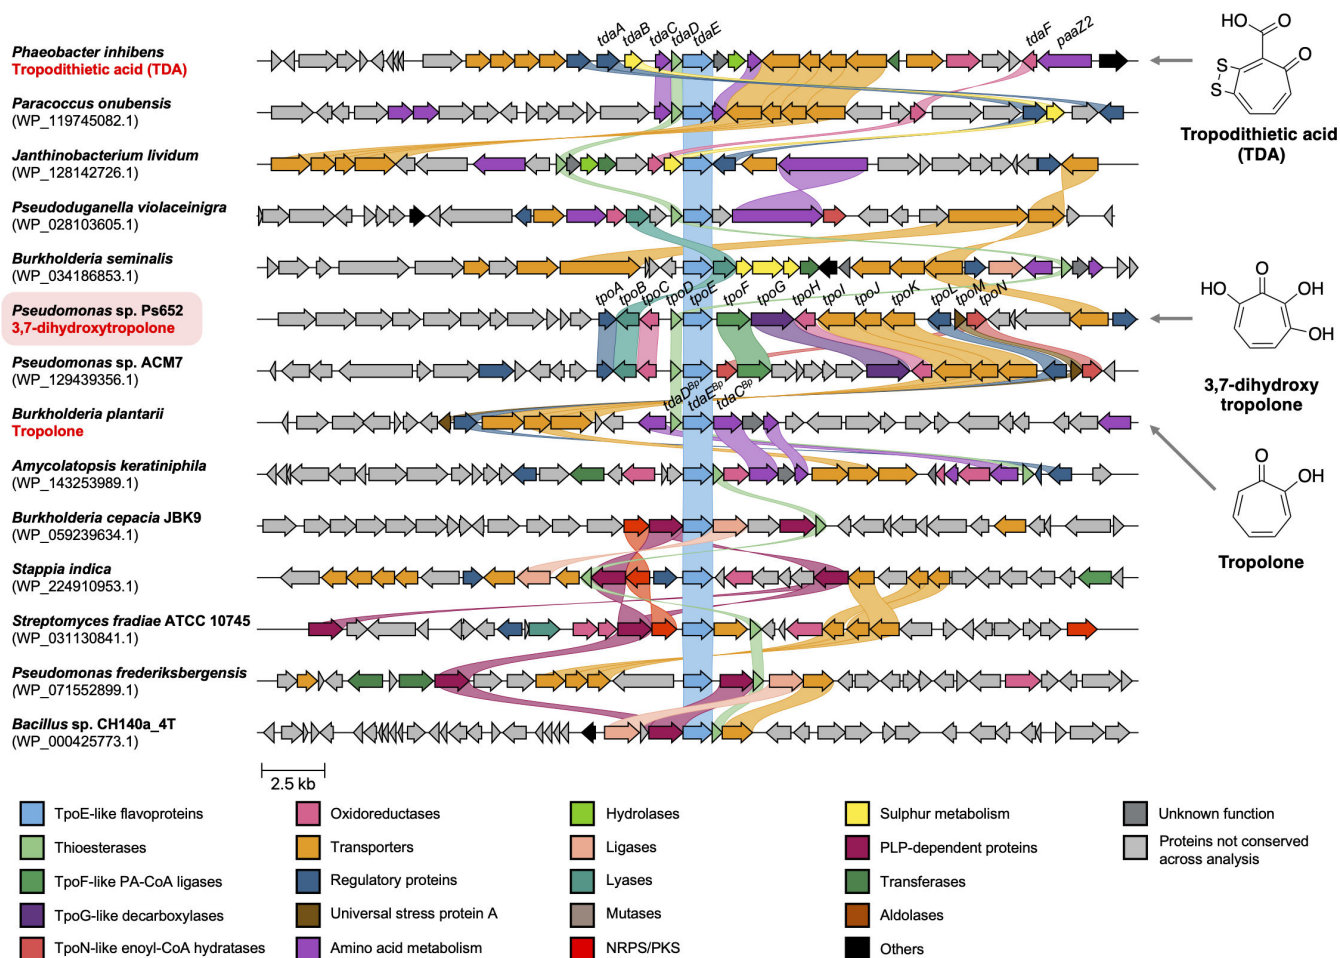 tdaA
tdaB
tdaC
tdaD
tdaE
tdaF
paaZ2
Phaeobacter inhibens
Tropodithietic acid (TDA)
Paracoccus onubensis
(WP_119745082.1)
Janthinobacterium lividum
(WP_128142726.1)
Pseudoduganella violaceinigra
(WP_028103605.1)
Burkholderia seminalis
(WP_034186853.1)
tpoA
tpoB
tpoC
tpoD
tpoE
tpoF
tpoG
tpoH
tpoI
tpoJ
tpoK
tpoL
tpoM
tpoN
Pseudomonas sp. Ps652
3,7-dihydroxytropolone
Pseudomonas sp. ACM7
(WP_129439356.1)
tdaDBp
tdaEBp
tdaCBp
Burkholderia plantarii
Tropolone
Amycolatopsis keratiniphila
(WP_143253989.1)
Burkholderia cepacia JBK9
(WP_059239634.1)
Stappia indica
(WP_224910953.1)
Streptomyces fradiae ATCC 10745
(WP_031130841.1)
Pseudomonas frederiksbergensis
(WP_071552899.1)
Bacillus sp. CH140a_4T
(WP_000425773.1)
2.5 kb
HO
O
O
S
S
Tropodithietic acid
(TDA)
O
HO
OH
OH
3,7-dihydroxy
tropolone
O
OH
Tropolone
TpoE-like flavoproteins
Thioesterases
TpoF-like PA-CoA ligases
TpoG-like decarboxylases
TpoN-like enoyl-CoA hydratases
Oxidoreductases
Transporters
Regulatory proteins
Universal stress protein A
Amino acid metabolism
Hydrolases
Ligases
Lyases
Mutases
NRPS/PKS
Sulphur metabolism
PLP-dependent proteins
Transferases
Aldolases
Others
Unknown function
Proteins not conserved
across analysis